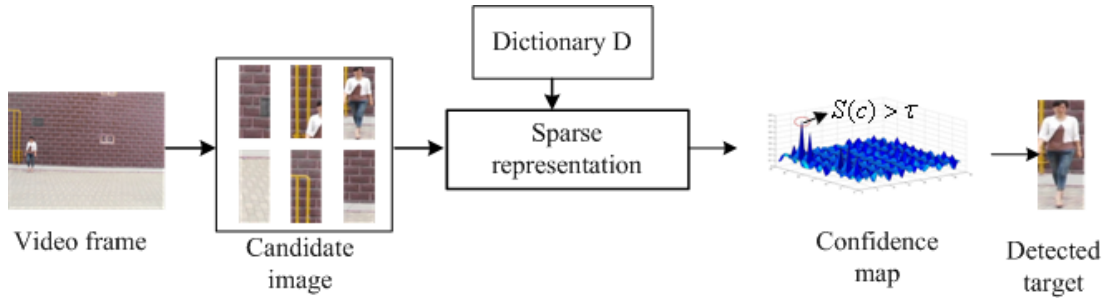 Dictionary D
Sparse
representation
S(c) > τ
Video frame
Candidate
image
Confidence
map
Detected
target